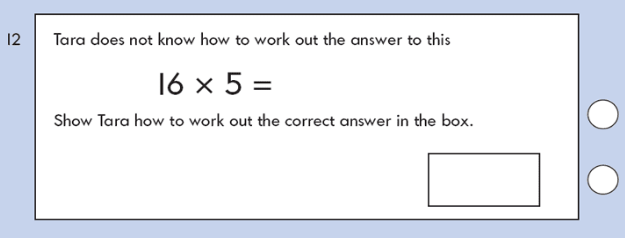 12 Tara does not know how to work out the answer to this
16 × 5 =
Show Tara how to work out the correct answer in the box.